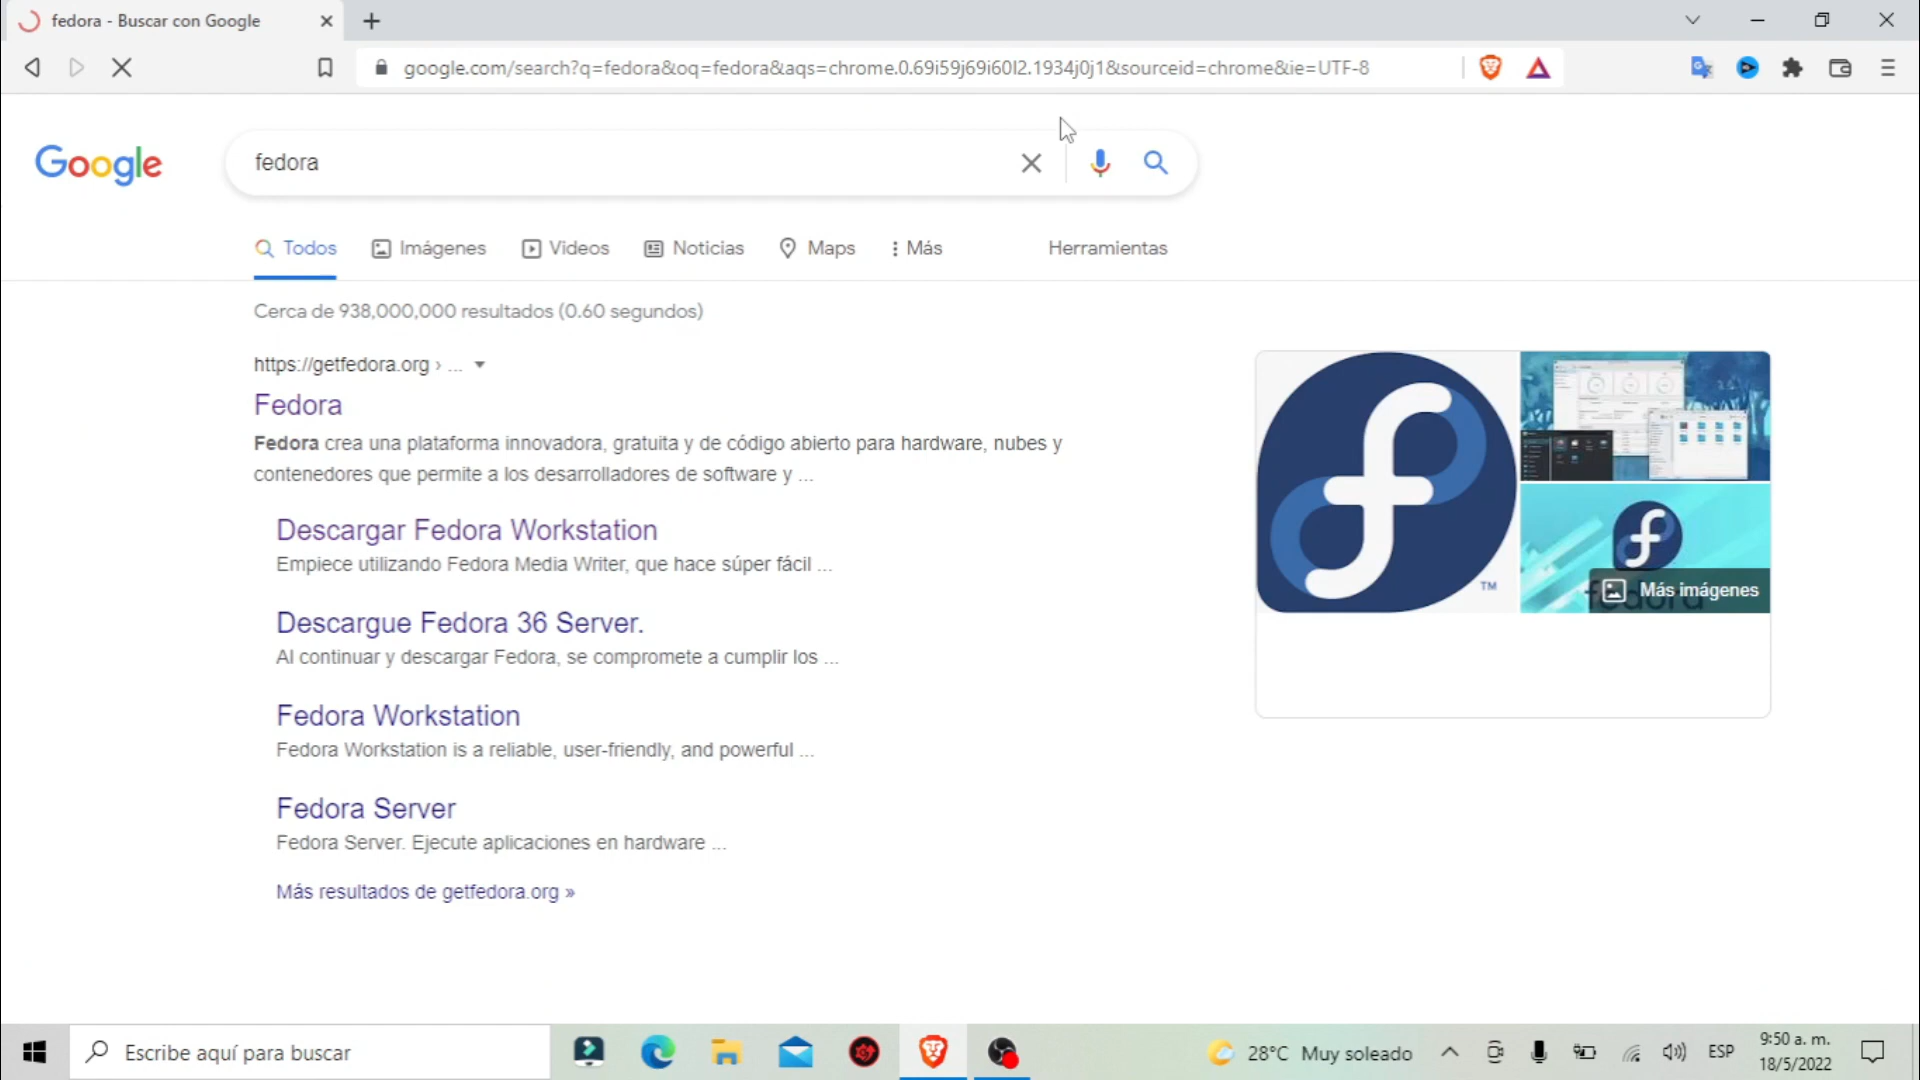 fedora - Buscar con Google
google.com/search?q=fedora&oq=fedora&aqs=chrome.0.69i59j69i60l2.1934j0j1&sourceid=chrome&ie=UTF-8
Google
fedora
Todos
Imágenes
Videos
Noticias
Maps
Más
Herramientas
Cerca de 938,000,000 resultados (0.60 segundos)
https://getfedora.org › ...
Fedora
Fedora crea una plataforma innovadora, gratuita y de código abierto para hardware, nubes y
contenedores que permite a los desarrolladores de software y ...
Descargar Fedora Workstation
Empiece utilizando Fedora Media Writer, que hace súper fácil ...
Descargue Fedora 36 Server.
Al continuar y descargar Fedora, se compromete a cumplir los ...
Fedora Workstation
Fedora Workstation is a reliable, user-friendly, and powerful ...
Fedora Server
Fedora Server. Ejecute aplicaciones en hardware ...
Más resultados de getfedora.org »
TM
fedora
Más imágenes
Escribe aquí para buscar
28°C Muy soleado
ESP
9:50 a. m.
18/5/2022